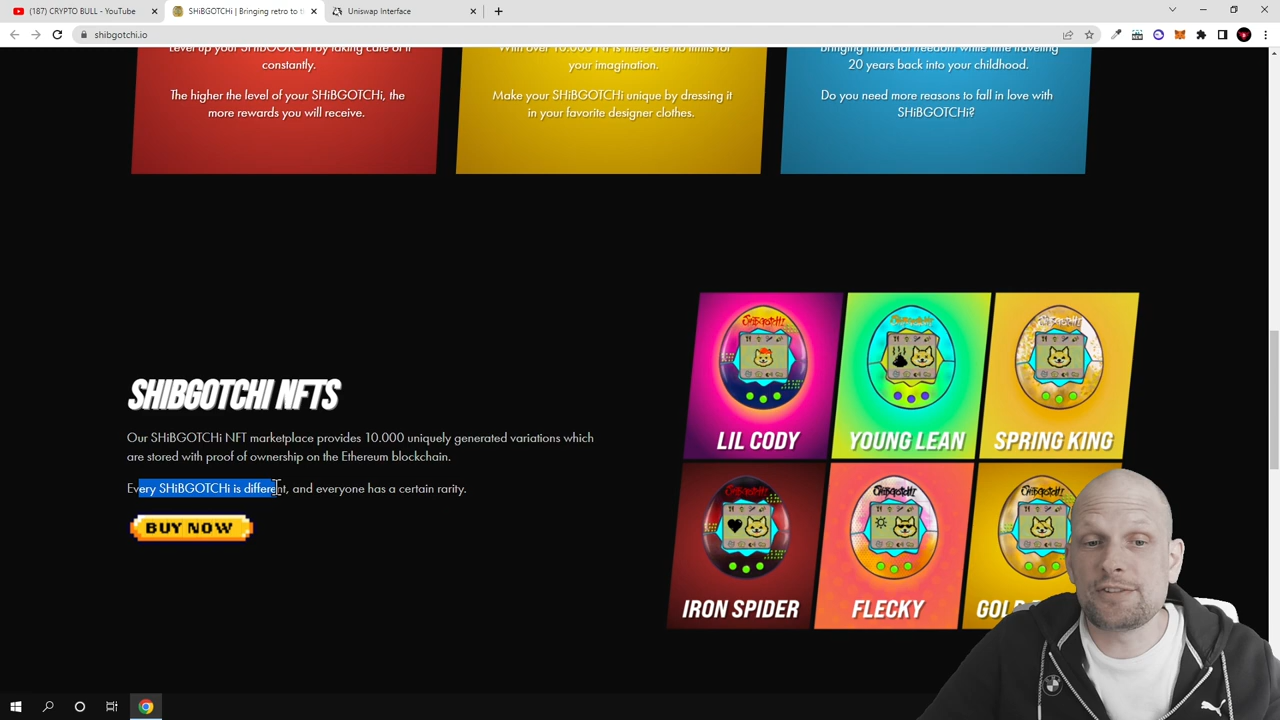 (187) CRYPTO BULL - YouTube
SHiBGOTCHi | Bringing retro to th
Uniswap Interface
shibgotchi.io
Level up your SHiBGOTCHi by taking care of it
constantly.
The higher the level of your SHiBGOTCHi, the
more rewards you will receive.
With over 10.000 NFTs there are no limits for
your imagination.
Make your SHiBGOTCHi unique by dressing it
in your favorite designer clothes.
Bringing financial freedom while time traveling
20 years back into your childhood.
Do you need more reasons to fall in love with
SHiBGOTCHi?
SHIBGOTCHI NFTS
Our SHiBGOTCHi NFT marketplace provides 10.000 uniquely generated variations which
are stored with proof of ownership on the Ethereum blockchain.
Every SHiBGOTCHi is different, and everyone has a certain rarity.
BUY NOW
LIL CODY
YOUNG LEAN
SPRING KING
IRON SPIDER
FLECKY
GOLD